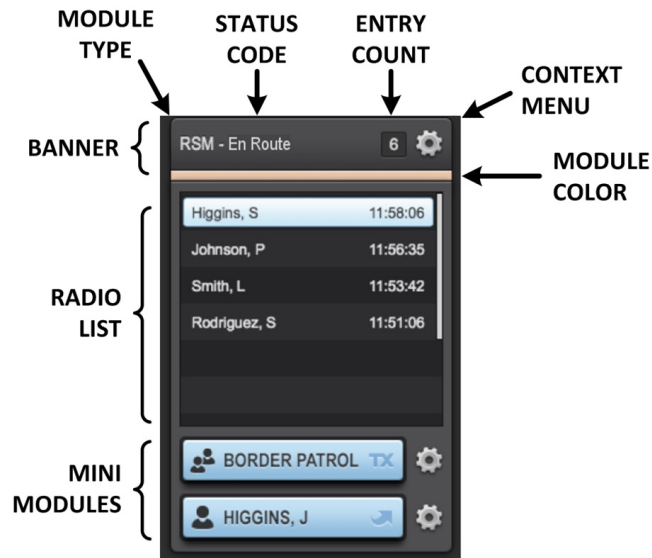 MODULE
TYPE
STATUS
CODE
ENTRY
COUNT
CONTEXT
MENU
BANNER
RSM - En Route 6
MODULE
COLOR
RADIO
LIST
Higgins, S 11:58:06
Johnson, P 11:56:35
Smith, L 11:53:42
Rodriguez, S 11:51:06
MINI
MODULES
BORDER PATROL TX
HIGGINS, J